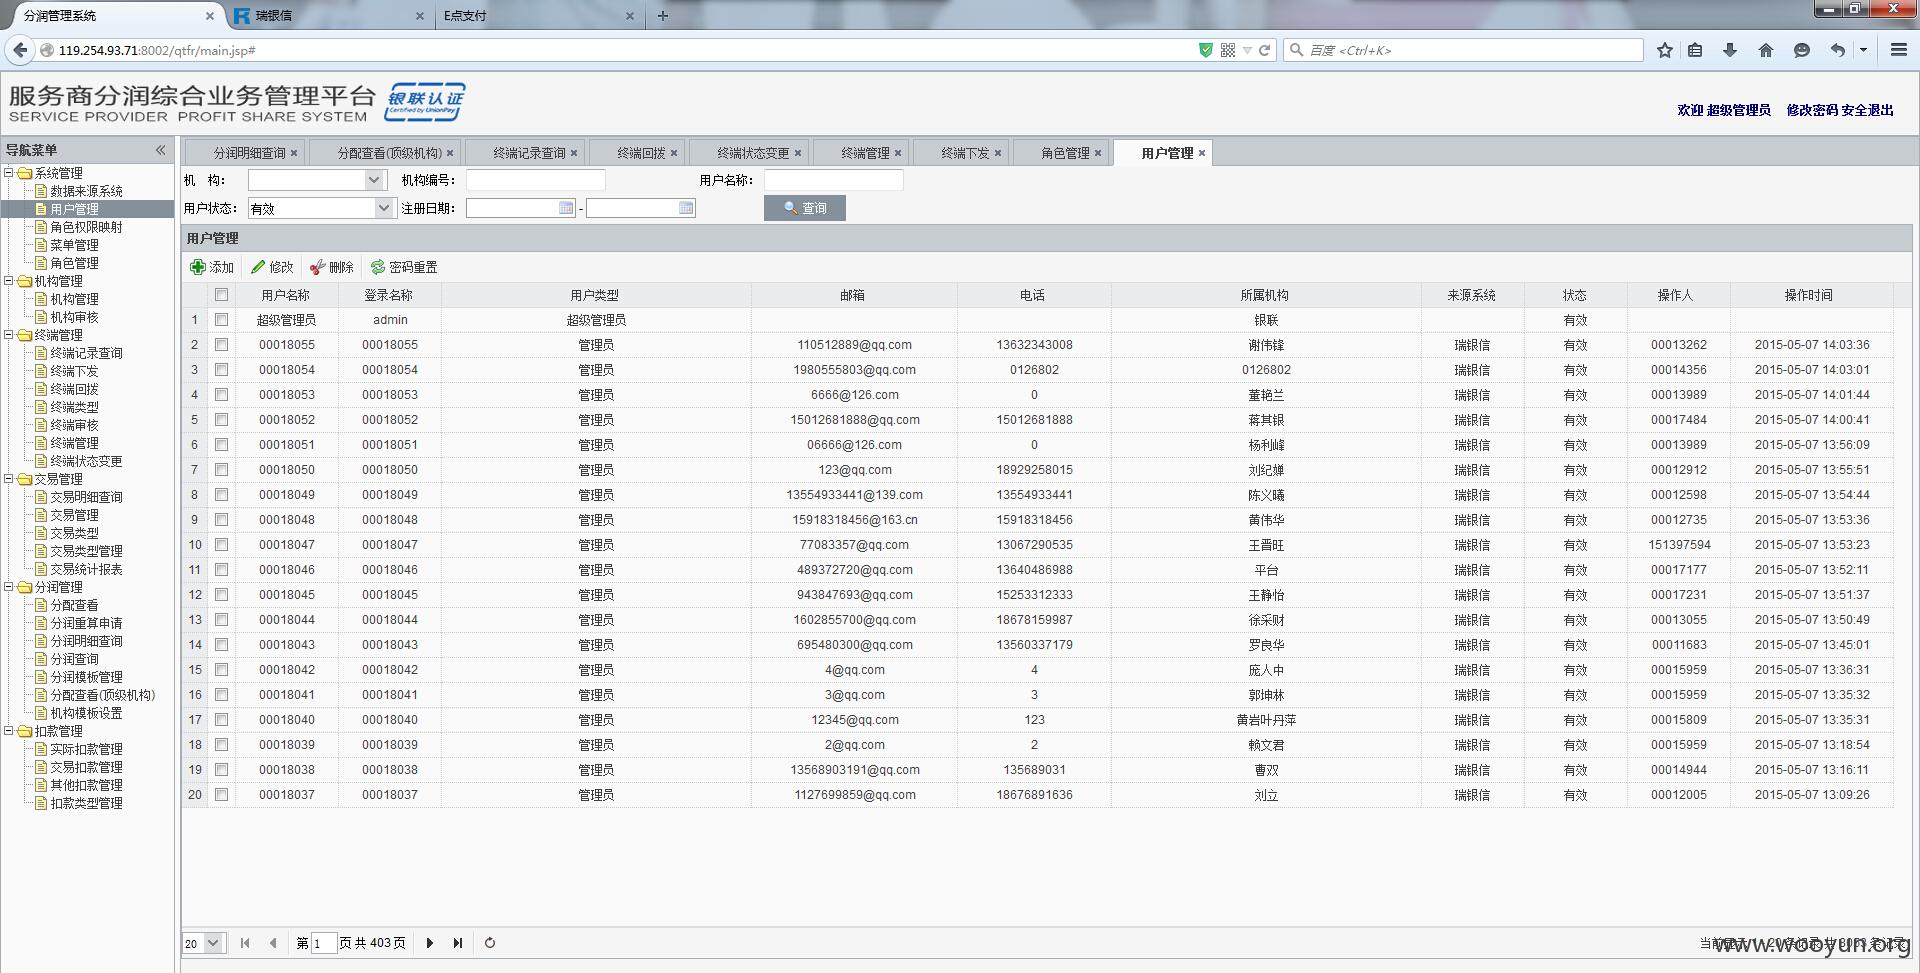 分润管理系统 瑞银信 E点支付
119.254.93.71:8002/qtfr/main.jsp# 百度 <Ctrl+K>
服务商分润综合业务管理平台 银联认证
SERVICE PROVIDER PROFIT SHARE SYSTEM Certified by UnionPay
欢迎 超级管理员 修改密码 安全退出
导航菜单
系统管理
数据来源系统
用户管理
角色权限映射
菜单管理
角色管理
机构管理
机构管理
机构审核
终端管理
终端记录查询
终端下发
终端回拨
终端类型
终端审核
终端管理
终端状态变更
交易管理
交易明细查询
交易管理
交易类型
交易类型管理
交易统计报表
分润管理
分配查看
分润重算申请
分润明细查询
分润查询
分润模板管理
分配查看(顶级机构)
机构模板设置
扣款管理
实际扣款管理
交易扣款管理
其他扣款管理
扣款类型管理
分润明细查询 分配查看(顶级机构) 终端记录查询 终端回拨 终端状态变更 终端管理 终端下发 角色管理 用户管理
机 构: 机构编号: 用户名称:
用户状态: 有效 注册日期: - 查询
用户管理
添加 修改 删除 密码重置
用户名称 登录名称 用户类型 邮箱 电话 所属机构 来源系统 状态 操作人 操作时间
1 超级管理员 admin 超级管理员 银联 有效
2 00018055 00018055 管理员 110512889@qq.com 13632343008 谢伟锋 瑞银信 有效 00013262 2015-05-07 14:03:36
3 00018054 00018054 管理员 1980555803@qq.com 0126802 0126802 瑞银信 有效 00014356 2015-05-07 14:03:01
4 00018053 00018053 管理员 6666@126.com 0 董艳兰 瑞银信 有效 00013989 2015-05-07 14:01:44
5 00018052 00018052 管理员 15012681888@qq.com 15012681888 蒋其银 瑞银信 有效 00017484 2015-05-07 14:00:41
6 00018051 00018051 管理员 06666@126.com 0 杨利峰 瑞银信 有效 00013989 2015-05-07 13:56:09
7 00018050 00018050 管理员 123@qq.com 18929258015 刘纪婵 瑞银信 有效 00012912 2015-05-07 13:55:51
8 00018049 00018049 管理员 13554933441@139.com 13554933441 陈义曦 瑞银信 有效 00012598 2015-05-07 13:54:44
9 00018048 00018048 管理员 15918318456@163.cn 15918318456 黄伟华 瑞银信 有效 00012735 2015-05-07 13:53:36
10 00018047 00018047 管理员 77083357@qq.com 13067290535 王晋旺 瑞银信 有效 151397594 2015-05-07 13:53:23
11 00018046 00018046 管理员 489372720@qq.com 13640486988 平台 瑞银信 有效 00017177 2015-05-07 13:52:11
12 00018045 00018045 管理员 943847693@qq.com 15253312333 王静怡 瑞银信 有效 00017231 2015-05-07 13:51:37
13 00018044 00018044 管理员 1602855700@qq.com 18678159987 徐采财 瑞银信 有效 00013055 2015-05-07 13:50:49
14 00018043 00018043 管理员 695480300@qq.com 13560337179 罗良华 瑞银信 有效 00011683 2015-05-07 13:45:01
15 00018042 00018042 管理员 4@qq.com 4 庞人中 瑞银信 有效 00015959 2015-05-07 13:36:31
16 00018041 00018041 管理员 3@qq.com 3 郭坤林 瑞银信 有效 00015959 2015-05-07 13:35:32
17 00018040 00018040 管理员 12345@qq.com 123 黄岩叶丹萍 瑞银信 有效 00015809 2015-05-07 13:35:31
18 00018039 00018039 管理员 2@qq.com 2 赖文君 瑞银信 有效 00015959 2015-05-07 13:18:54
19 00018038 00018038 管理员 13568903191@qq.com 135689031 曹双 瑞银信 有效 00014944 2015-05-07 13:16:11
20 00018037 00018037 管理员 1127699859@qq.com 18676891636 刘立 瑞银信 有效 00012005 2015-05-07 13:09:26
20 第 1 页 共 403 页
www.wooyun.org